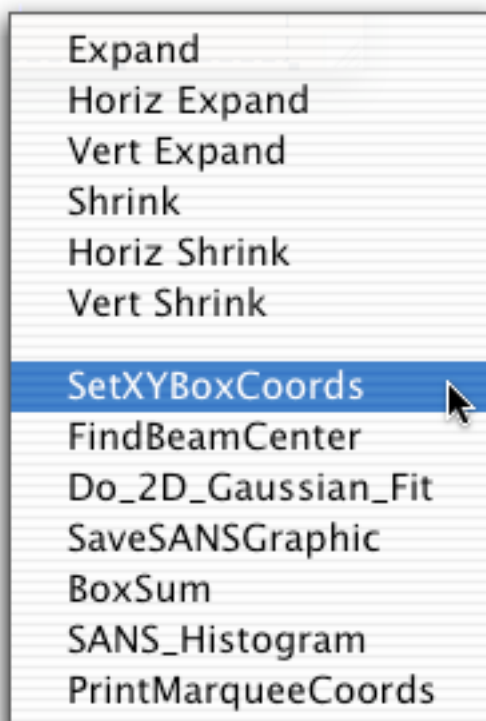 Expand
Horiz Expand
Vert Expand
Shrink
Horiz Shrink
Vert Shrink
SetXYBoxCoords
FindBeamCenter
Do_2D_Gaussian_Fit
SaveSANSGraphic
BoxSum
SANS_Histogram
PrintMarqueeCoords